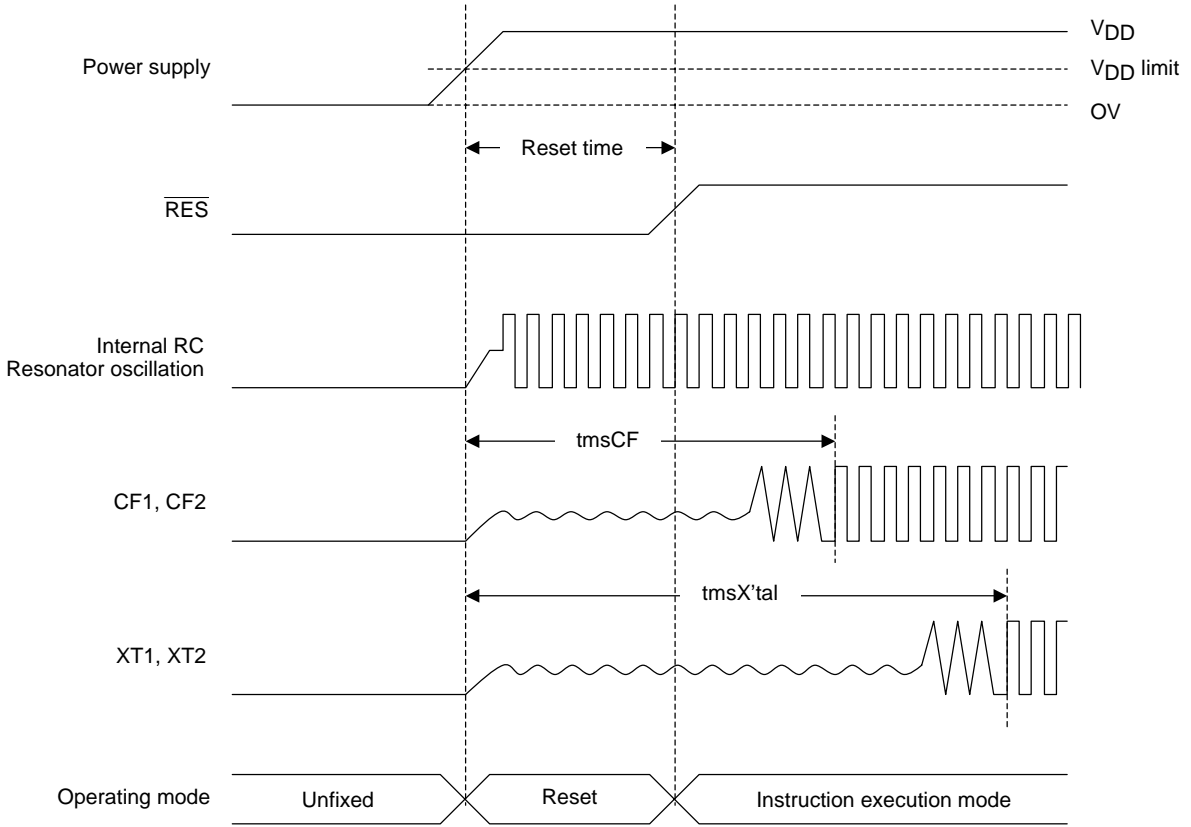 Power supply
VDD
VDD limit
OV
Reset time
RES
Internal RC
Resonator oscillation
tmsCF
CF1, CF2
tmsX’tal
XT1, XT2
Operating mode
Unfixed
Reset
Instruction execution mode